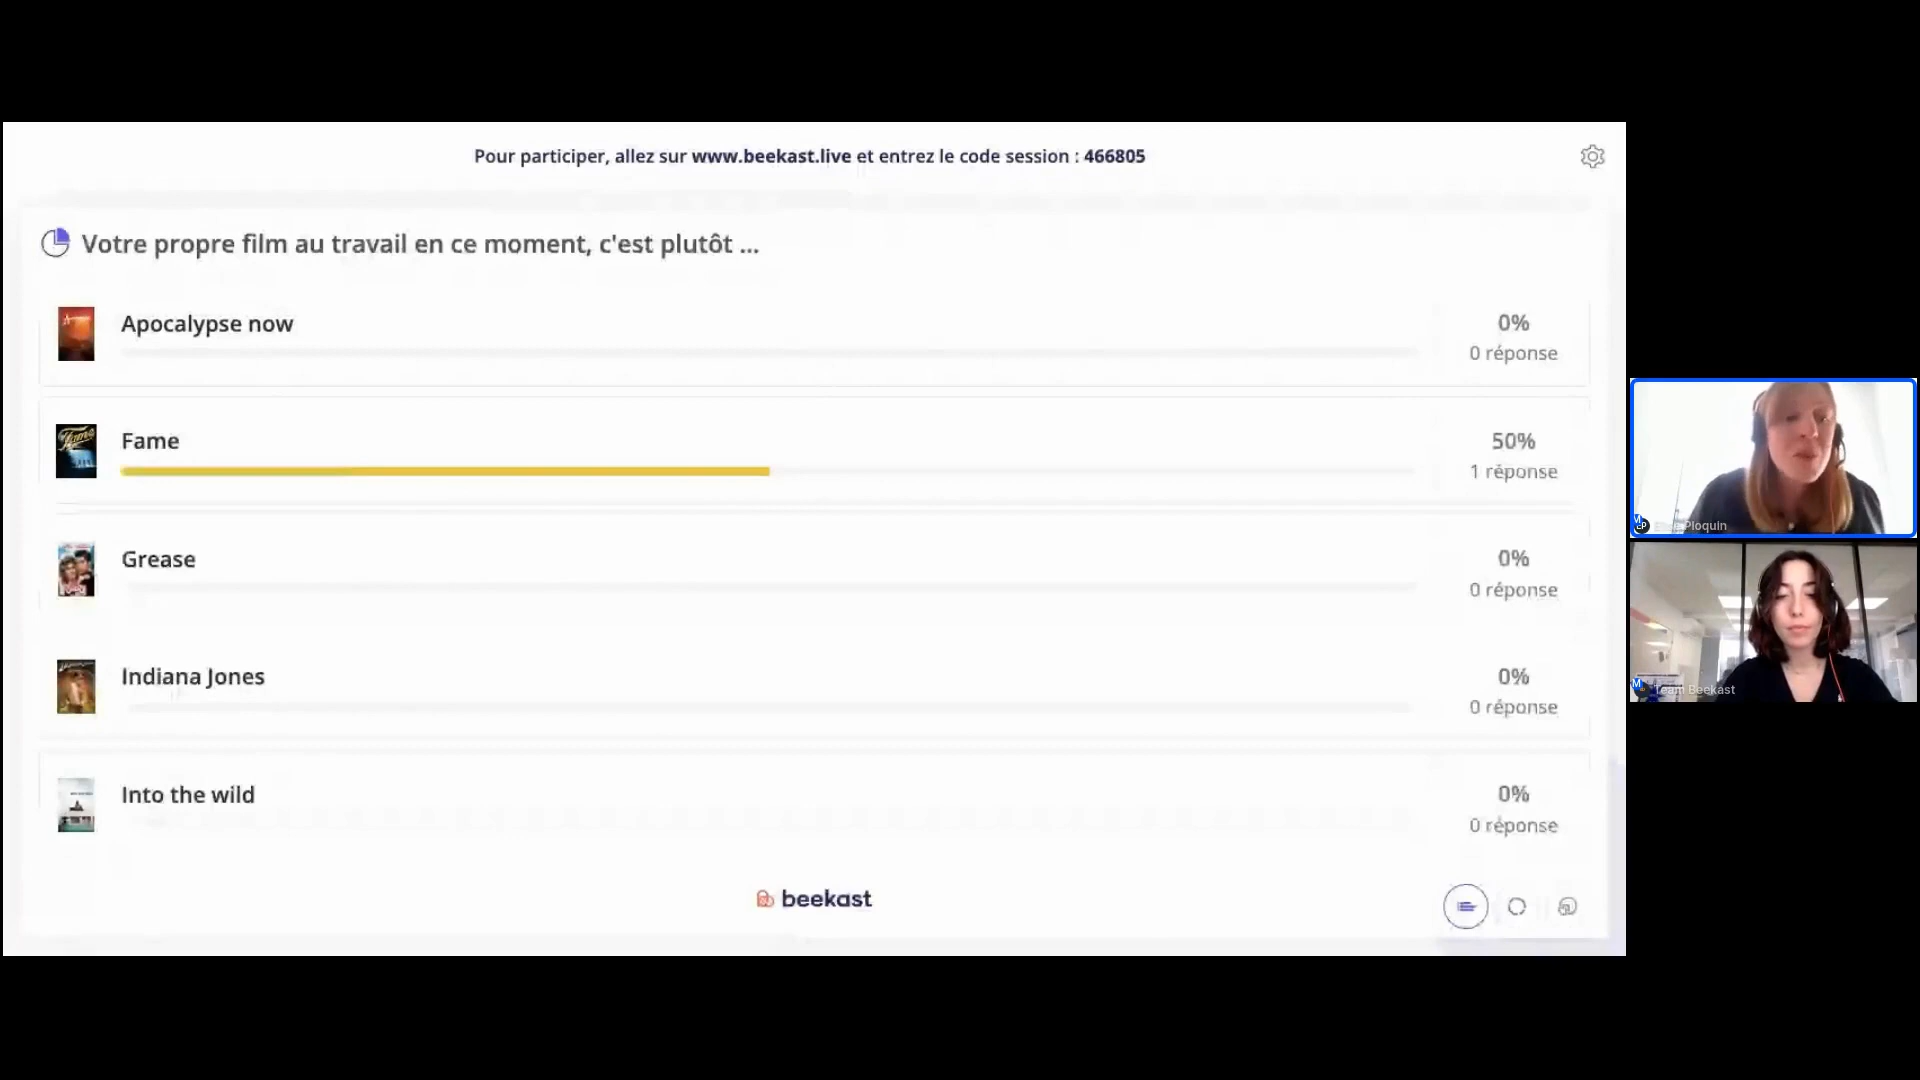 Pour participer, allez sur www.beekast.live et entrez le code session : 466805
Votre propre film au travail en ce moment, c'est plutôt ...
Apocalypse now
0%
0 réponse
Fame
Fame
50%
1 réponse
Grease
0%
0 réponse
Indiana Jones
0%
0 réponse
Into the wild
0%
0 réponse
beekast
Ploquin
Team Beekast